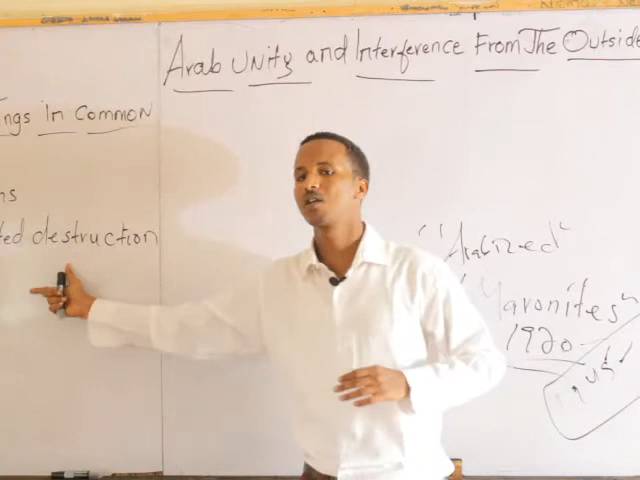 Arab Unity and Interference From The Outside
ngs in Common
ns
ted destruction
"Arabized"
"Maronites"
1920